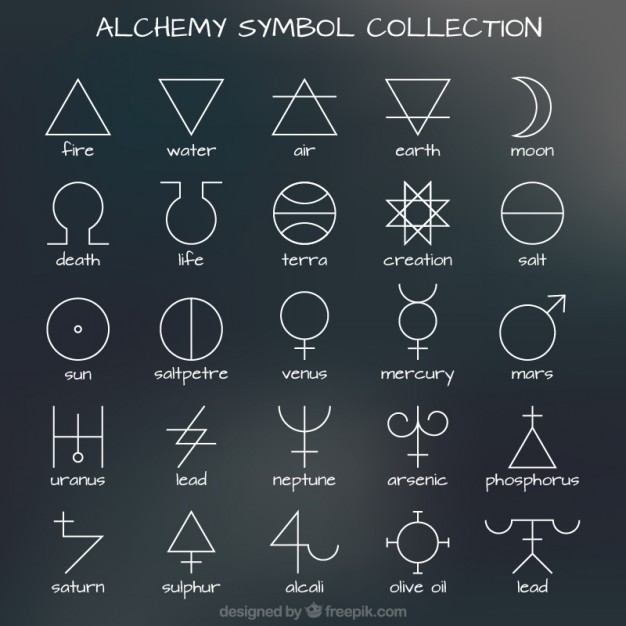 ALCHEMY SYMBOL COLLECTION
fire water air earth moon
death life terra creation salt
sun saltpetre venus mercury mars
uranus lead neptune arsenic phosphorus
saturn sulphur alcali olive oil lead
designed by freepik.com